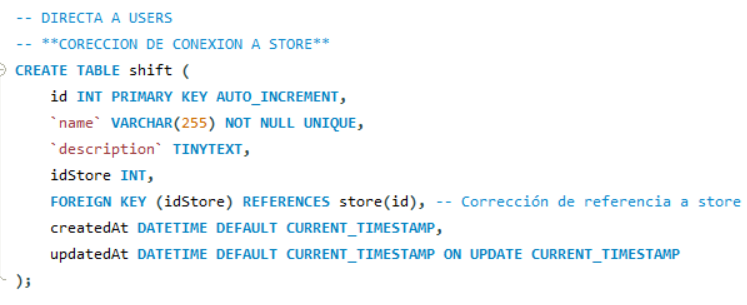 -- DIRECTA A USERS
-- **CORECCION DE CONEXION A STORE**
CREATE TABLE shift (
    id INT PRIMARY KEY AUTO_INCREMENT,
    `name` VARCHAR(255) NOT NULL UNIQUE,
    `description` TINYTEXT,
    idStore INT,
    FOREIGN KEY (idStore) REFERENCES store(id), -- Corrección de referencia a store
    createdAt DATETIME DEFAULT CURRENT_TIMESTAMP,
    updatedAt DATETIME DEFAULT CURRENT_TIMESTAMP ON UPDATE CURRENT_TIMESTAMP
);